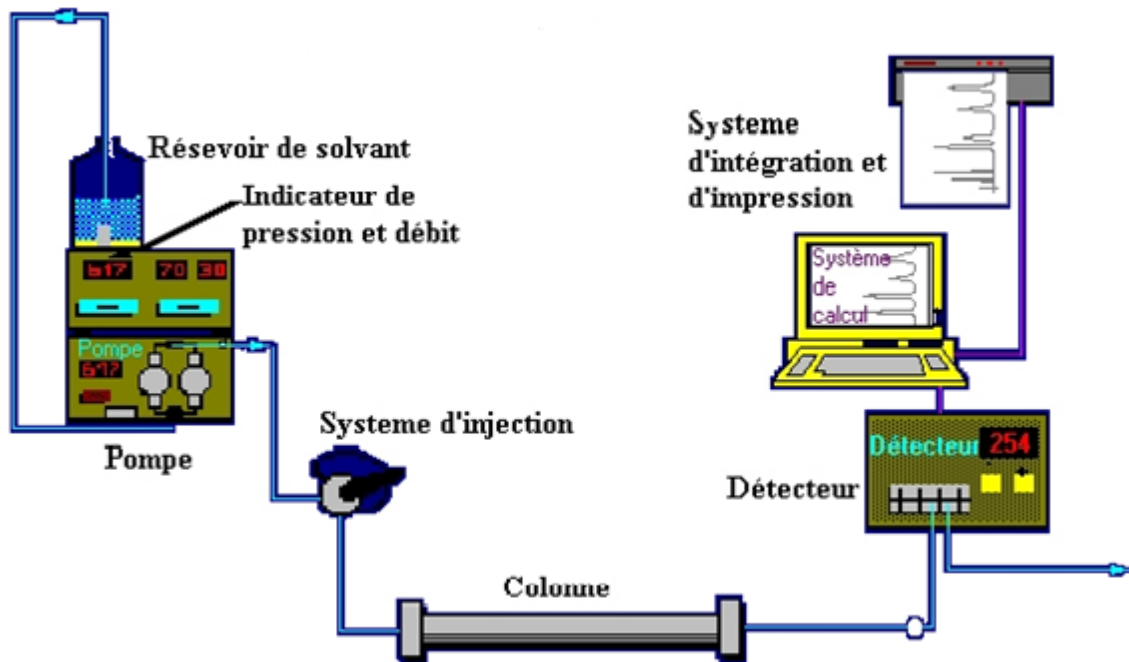 Résevoir de solvant
Indicateur de
pression et débit
617 70 30
Pompe
617
Pompe
Systeme d'injection
Colonne
Systeme
d'intégration et
d'impression
Système
de
calcul
Détecteur 254
Détecteur